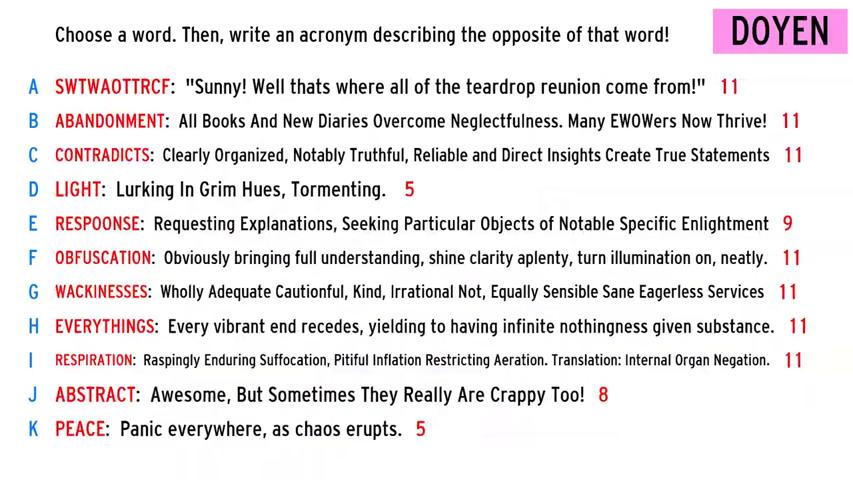 Choose a word. Then, write an acronym describing the opposite of that word!
DOYEN
A SWTWAOTTRCF: "Sunny! Well thats where all of the teardrop reunion come from!" 11
B ABANDONMENT: All Books And New Diaries Overcome Neglectfulness. Many EWOWers Now Thrive! 11
C CONTRADICTS: Clearly Organized, Notably Truthful, Reliable and Direct Insights Create True Statements 11
D LIGHT: Lurking In Grim Hues, Tormenting. 5
E RESPOONSE: Requesting Explanations, Seeking Particular Objects of Notable Specific Enlightment 9
F OBFUSCATION: Obviously bringing full understanding, shine clarity aplenty, turn illumination on, neatly. 11
G WACKINESSES: Wholly Adequate Cautionful, Kind, Irrational Not, Equally Sensible Sane Eagerless Services 11
H EVERYTHINGS: Every vibrant end recedes, yielding to having infinite nothingness given substance. 11
I RESPIRATION: Raspingly Enduring Suffocation, Pitiful Inflation Restricting Aeration. Translation: Internal Organ Negation. 11
J ABSTRACT: Awesome, But Sometimes They Really Are Crappy Too! 8
K PEACE: Panic everywhere, as chaos erupts. 5